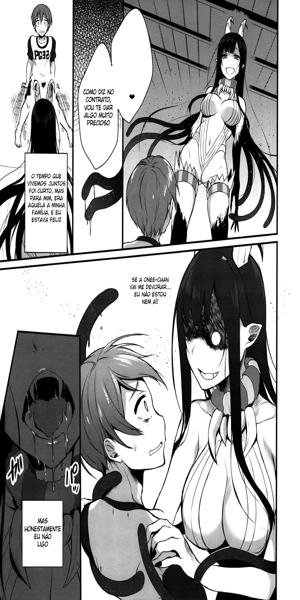 COMO DIZ NO
CONTRATO,
VOU TE DAR
ALGO MUITO
PRECIOSO
PC32
O TEMPO QUE
VIVEMOS JUNTOS
FOI CURTO, MAS
PARA MIM, ERA
AQUELA A MINHA
FAMÍLIA, E EU
ESTAVA FELIZ
SE A ONEE-CHAN
VAI ME DEVORAR...
EU NÃO ESTOU
NEM AÍ!
MAS
HONESTAMENTE
EU NÃO
LIGO